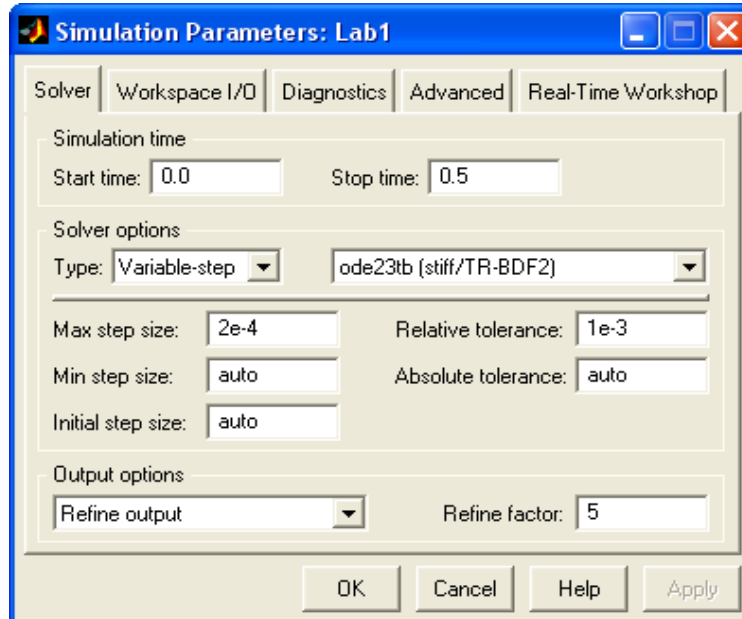 Simulation Parameters: Lab1
Solver Workspace I/O Diagnostics Advanced Real-Time Workshop
Simulation time
Start time: 0.0 Stop time: 0.5
Solver options
Type: Variable-step ode23tb (stiff/TR-BDF2)
Max step size: 2e-4 Relative tolerance: 1e-3
Min step size: auto Absolute tolerance: auto
Initial step size: auto
Output options
Refine output Refine factor: 5
OK Cancel Help Apply